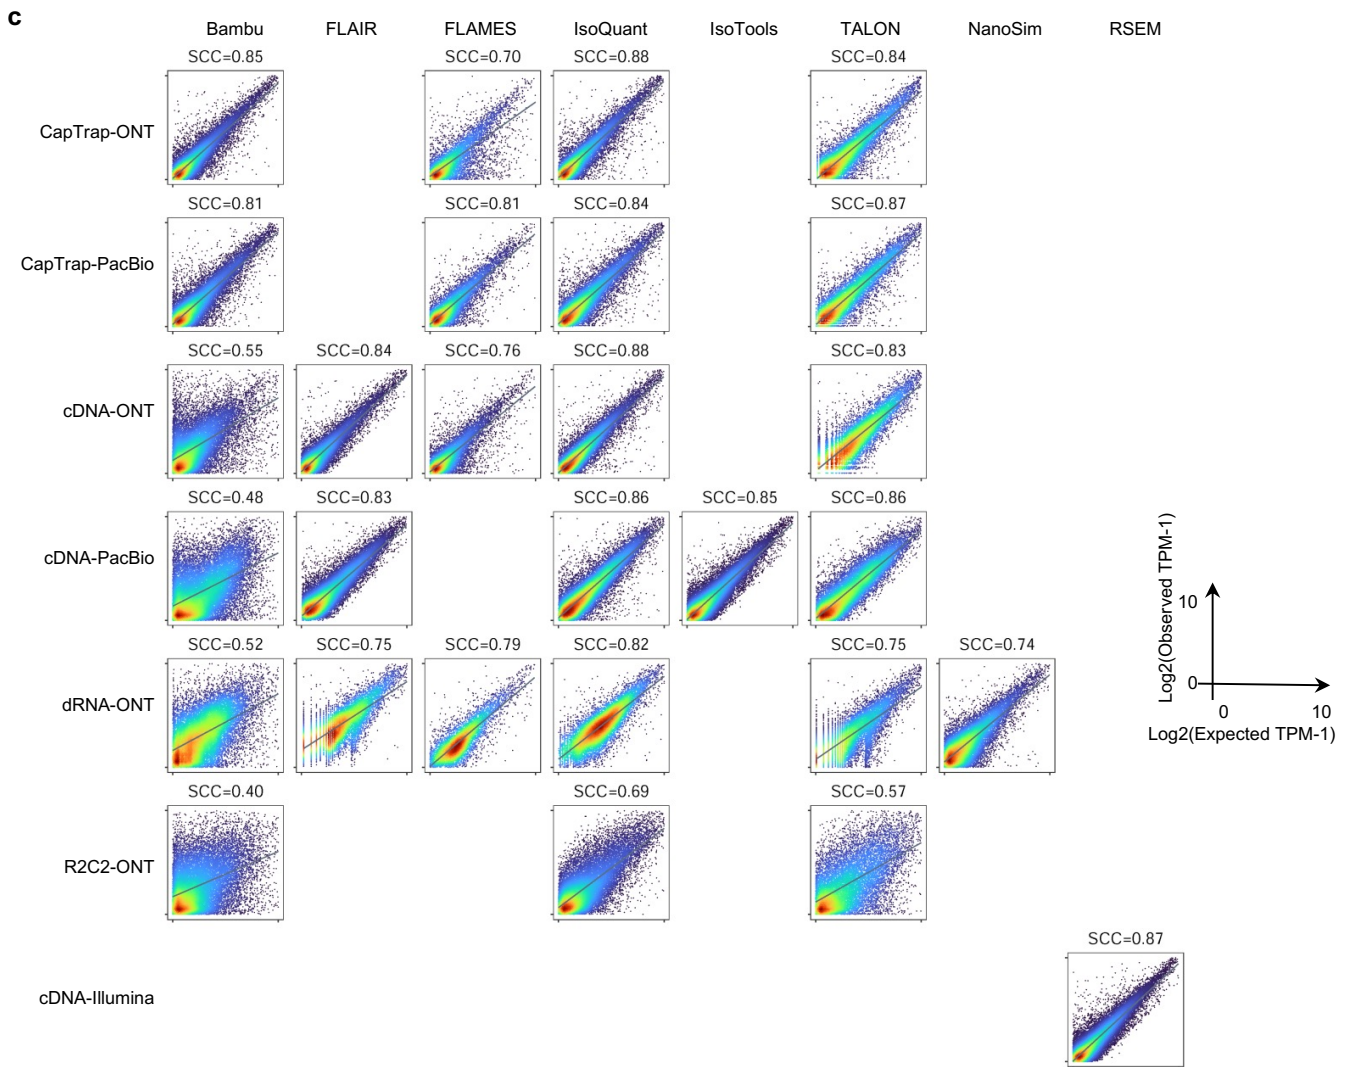 c
Bambu FLAIR FLAMES IsoQuant IsoTools TALON NanoSim RSEM
SCC=0.85 SCC=0.70 SCC=0.88 SCC=0.84
CapTrap-ONT
SCC=0.81 SCC=0.81 SCC=0.84 SCC=0.87
CapTrap-PacBio
SCC=0.55 SCC=0.84 SCC=0.76 SCC=0.88 SCC=0.83
cDNA-ONT
SCC=0.48 SCC=0.83 SCC=0.86 SCC=0.85 SCC=0.86
cDNA-PacBio
SCC=0.52 SCC=0.75 SCC=0.79 SCC=0.82 SCC=0.75 SCC=0.74
dRNA-ONT
SCC=0.40 SCC=0.69 SCC=0.57
R2C2-ONT
SCC=0.87
cDNA-Illumina
Log2(Observed TPM-1)
10
0
0 10
Log2(Expected TPM-1)